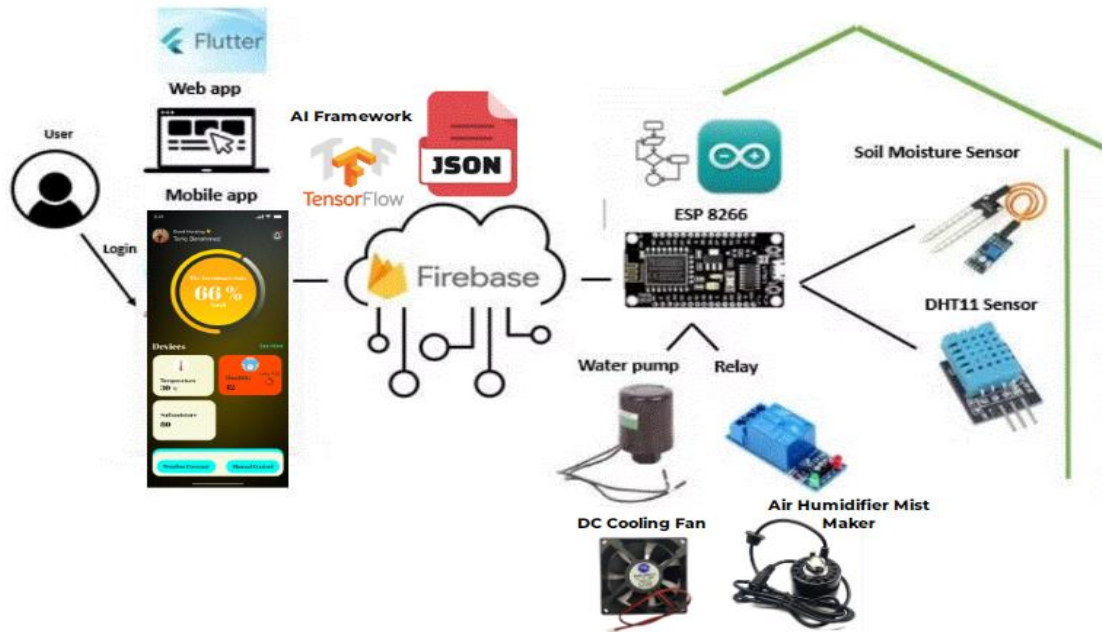 Flutter
Web app
AI Framework
User
JSON
TensorFlow
Mobile app
Login
66 %
Devices
Temperature
30
80
Firebase
ESP 8266
Soil Moisture Sensor
DHT11 Sensor
Water pump
Relay
DC Cooling Fan
Air Humidifier Mist
Maker